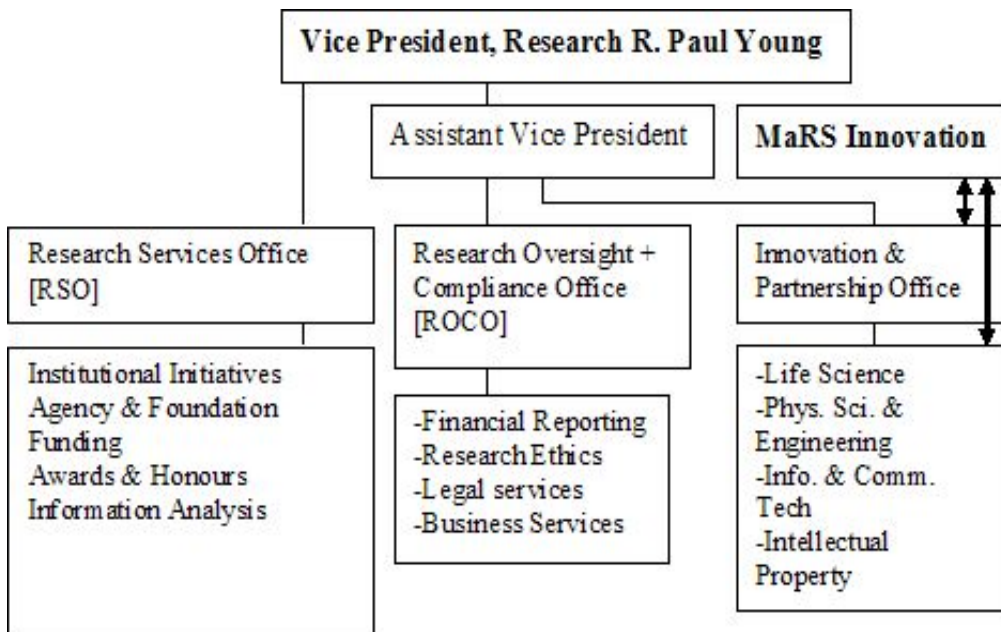 Vice President, Research R. Paul Young
Assistant Vice President
MaRS Innovation
Research Services Office
[RSO]
Research Oversight +
Compliance Office
[ROCO]
Innovation &
Partnership Office
Institutional Initiatives
Agency & Foundation
Funding
Awards & Honours
Information Analysis
-Financial Reporting
-Research Ethics
-Legal services
-Business Services
-Life Science
-Phys. Sci. &
Engineering
-Info. & Comm.
Tech
-Intellectual
Property